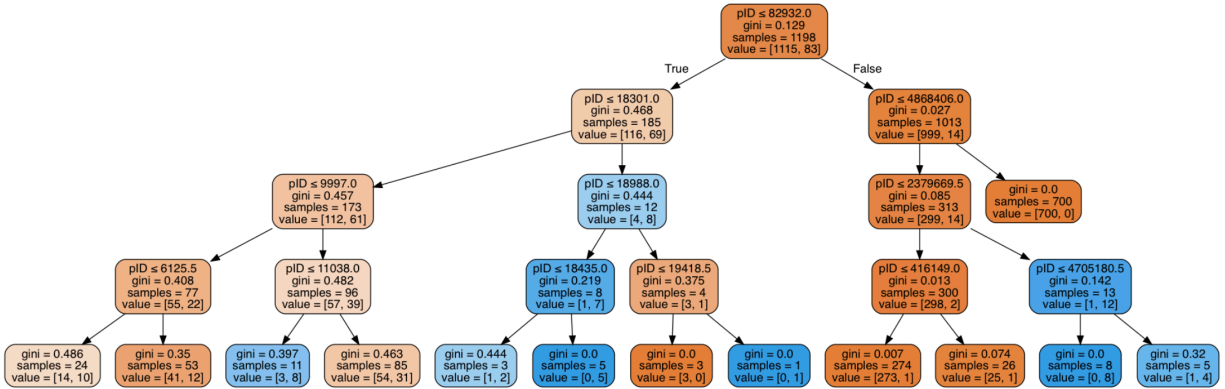 pID ≤ 82932.0
gini = 0.129
samples = 1198
value = [1115, 83]
True
False
pID ≤ 18301.0
gini = 0.468
samples = 185
value = [116, 69]
pID ≤ 4868406.0
gini = 0.027
samples = 1013
value = [999, 14]
pID ≤ 9997.0
gini = 0.457
samples = 173
value = [112, 61]
pID ≤ 18988.0
gini = 0.444
samples = 12
value = [4, 8]
pID ≤ 2379669.5
gini = 0.085
samples = 313
value = [299, 14]
gini = 0.0
samples = 700
value = [700, 0]
pID ≤ 6125.5
gini = 0.408
samples = 77
value = [55, 22]
pID ≤ 11038.0
gini = 0.482
samples = 96
value = [57, 39]
pID ≤ 18435.0
gini = 0.219
samples = 8
value = [1, 7]
pID ≤ 19418.5
gini = 0.375
samples = 4
value = [3, 1]
pID ≤ 416149.0
gini = 0.013
samples = 300
value = [298, 2]
pID ≤ 4705180.5
gini = 0.142
samples = 13
value = [1, 12]
gini = 0.486
samples = 24
value = [14, 10]
gini = 0.35
samples = 53
value = [41, 12]
gini = 0.397
samples = 11
value = [3, 8]
gini = 0.463
samples = 85
value = [54, 31]
gini = 0.444
samples = 3
value = [1, 2]
gini = 0.0
samples = 5
value = [0, 5]
gini = 0.0
samples = 3
value = [3, 0]
gini = 0.0
samples = 1
value = [0, 1]
gini = 0.007
samples = 274
value = [273, 1]
gini = 0.074
samples = 26
value = [25, 1]
gini = 0.0
samples = 8
value = [0, 8]
gini = 0.32
samples = 5
value = [1, 4]